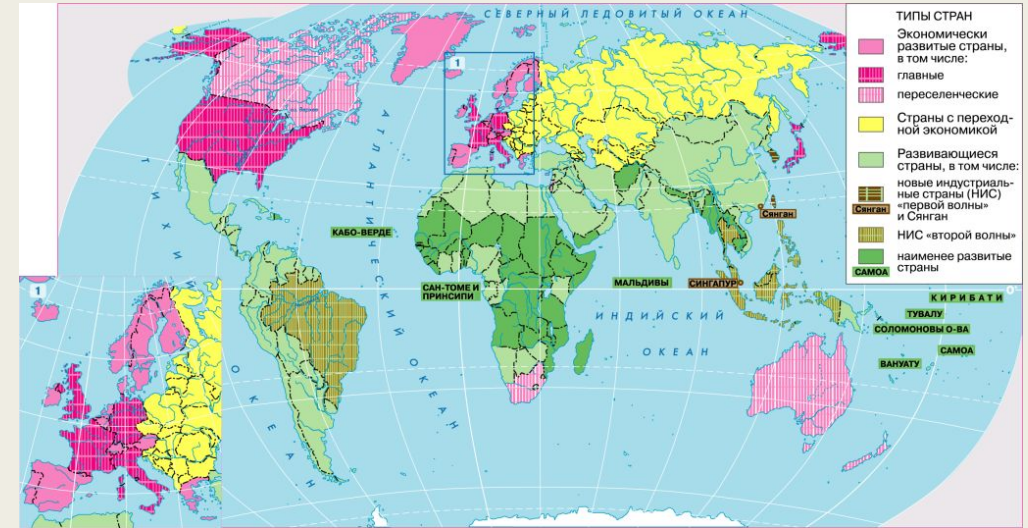 СЕВЕРНЫЙ ЛЕДОВИТЫЙ ОКЕАН
1
ТИХИЙ
ОКЕАН
АТЛАНТИЧЕСКИЙ ОКЕАН
КАБО-ВЕРДЕ
САН-ТОМЕ И
ПРИНСИПИ
МАЛЬДИВЫ
СИНГАПУР
Сянган
ИНДИЙСКИЙ
ОКЕАН
0°
КИРИБАТИ
ТУВАЛУ
СОЛОМОНОВЫ О-ВА
САМОА
ВАНУАТУ
1
ТИПЫ СТРАН
Экономически
развитые страны,
в том числе:
главные
переселенческие
Страны с переход-
ной экономикой
Развивающиеся
страны, в том числе:
новые индустриаль-
ные страны (НИС)
Сянган «первой волны»
и Сянган
НИС «второй волны»
наименее развитые
САМОА страны